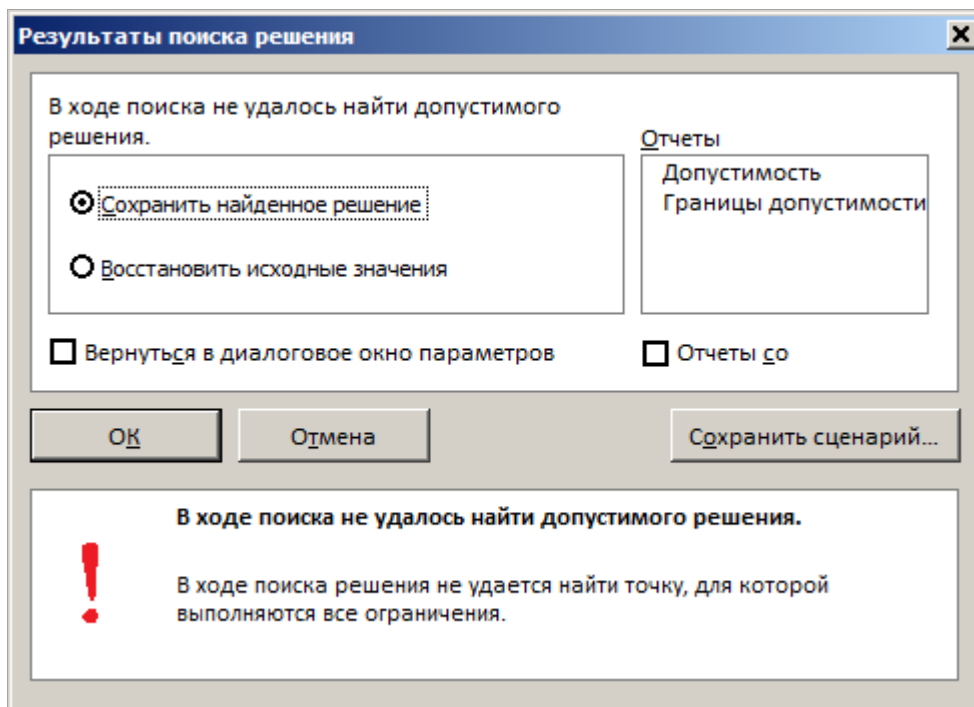 Результаты поиска решения
В ходе поиска не удалось найти допустимого
решения.
Отчеты
Сохранить найденное решение
Восстановить исходные значения
Допустимость
Границы допустимости
Вернуться в диалоговое окно параметров
Отчеты со
ОК
Отмена
Сохранить сценарий...
В ходе поиска не удалось найти допустимого решения.
В ходе поиска решения не удается найти точку, для которой
выполняются все ограничения.